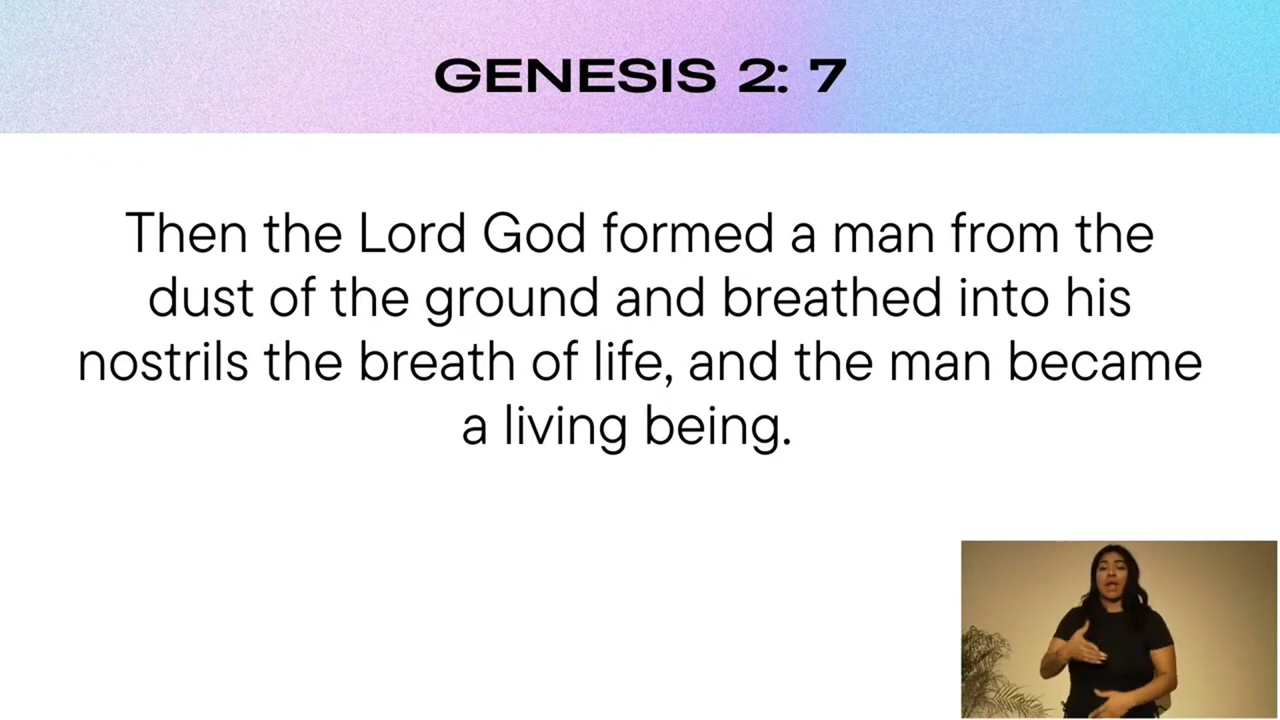 GENESIS 2: 7
Then the Lord God formed a man from the
dust of the ground and breathed into his
nostrils the breath of life, and the man became
a living being.